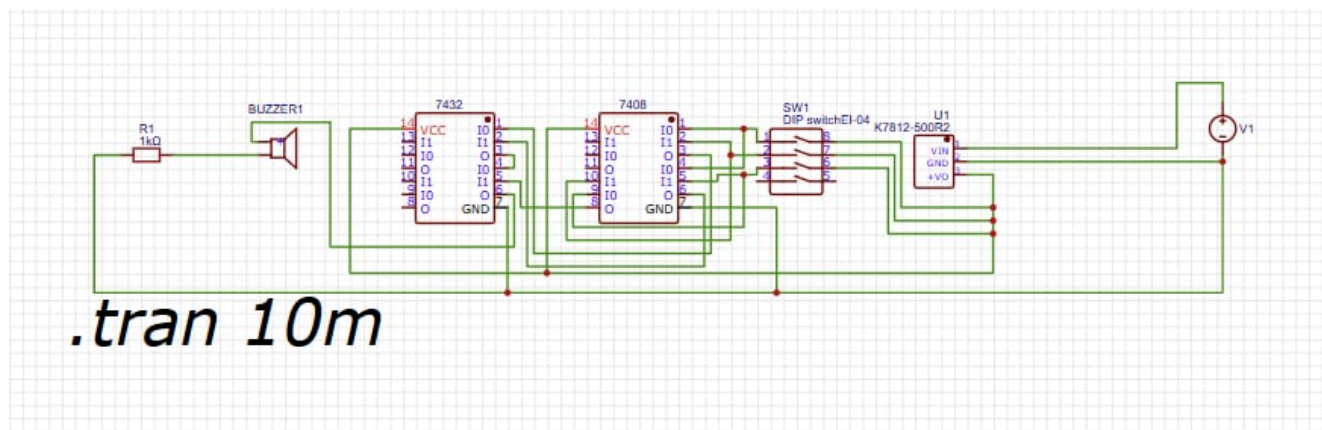 BUZZER1
R1
1kΩ
7432
14 VCC I0 1
13 I1 I1 2
12 I0 O 3
11 O I0 4
10 I1 I1 5
9 I0 O 6
8 O GND 7
7408
14 VCC I0 1
13 I1 I1 2
12 I0 O 3
11 O I0 4
10 I1 I1 5
9 I0 O 6
8 O GND 7
SW1
DIP switchEI-04
1 8
2 7
3 6
4 5
U1
K7812-500R2
VIN 1
GND 2
+VO 3
V1
.tran 10m